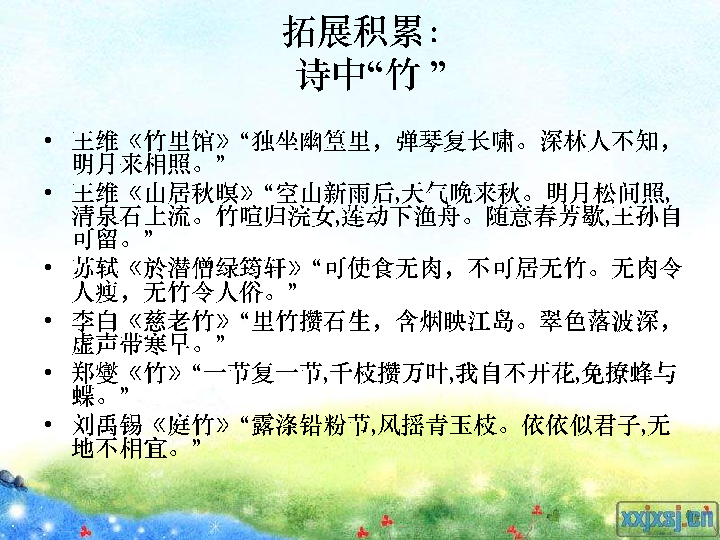 拓展积累：
诗中“竹 ”
• 王维《竹里馆》“独坐幽篁里，弹琴复长啸。深林人不知，
明月来相照。”
• 王维《山居秋暝》“空山新雨后,天气晚来秋。明月松间照,
清泉石上流。竹喧归浣女,莲动下渔舟。随意春芳歇,王孙自
可留。”
• 苏轼《於潜僧绿筠轩》“可使食无肉，不可居无竹。无肉令
人瘦，无竹令人俗。”
• 李白《慈老竹》“里竹攒石生，含烟映江岛。翠色落波深，
虚声带寒早。”
• 郑燮《竹》“一节复一节,千枝攒万叶,我自不开花,免撩蜂与
蝶。”
• 刘禹锡《庭竹》“露涤铅粉节,风摇青玉枝。依依似君子,无
地不相宜。”
xxjxsj.cn